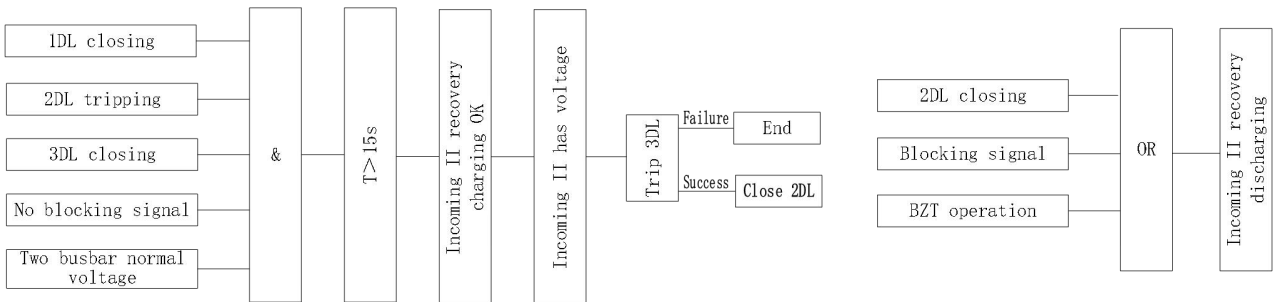 1DL closing
2DL tripping
3DL closing
No blocking signal
Two busbar normal
voltage
&
T＞15s
Incoming II recovery
charging OK
Incoming II has voltage
Trip 3DL
Failure
End
Success
Close 2DL
2DL closing
Blocking signal
BZT operation
OR
Incoming II recovery
discharging